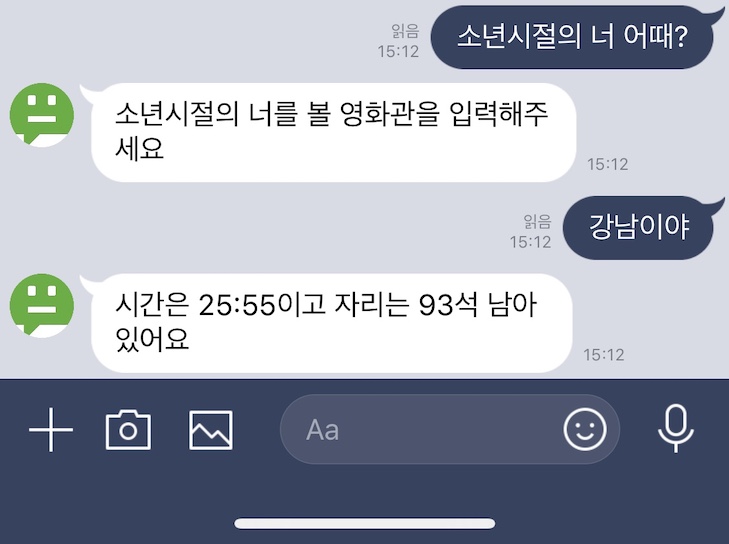 소년시절의 너 어때?
읽음
15:12
소년시절의 너를 볼 영화관을 입력해주
세요
15:12
강남이야
읽음
15:12
시간은 25:55이고 자리는 93석 남아
있어요
15:12
Aa